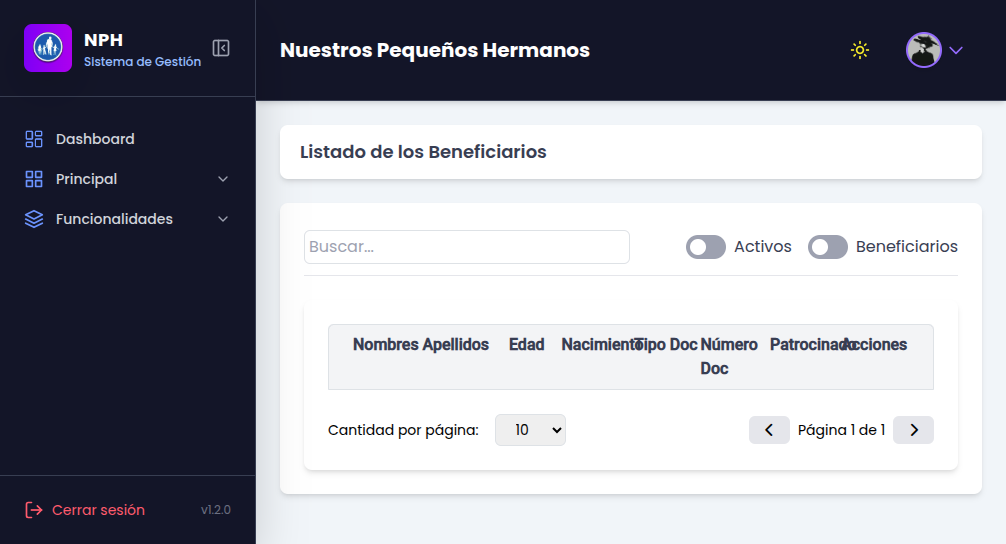 NPH
Sistema de Gestión
Nuestros Pequeños Hermanos
Dashboard
Principal
Funcionalidades
Cerrar sesión
v1.2.0
Listado de los Beneficiarios
Buscar...
Activos
Beneficiarios
Nombres Apellidos Edad Nacimiento Tipo Doc Número Doc Patrocinado Acciones
Cantidad por página: 10
Página 1 de 1